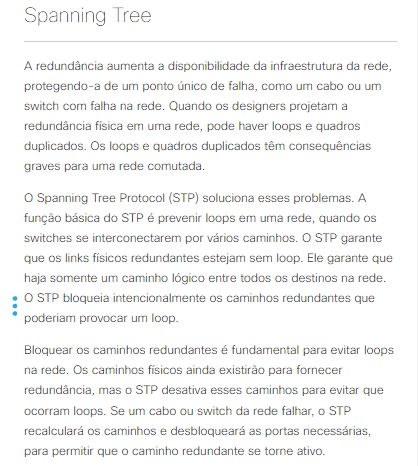 Spanning Tree
A redundância aumenta a disponibilidade da infraestrutura da rede,
protegendo-a de um ponto único de falha, como um cabo ou um
switch com falha na rede. Quando os designers projetam a
redundância física em uma rede, pode haver loops e quadros
duplicados. Os loops e quadros duplicados têm consequências
graves para uma rede comutada.
O Spanning Tree Protocol (STP) soluciona esses problemas. A
função básica do STP é prevenir loops em uma rede, quando os
switches se interconectarem por vários caminhos. O STP garante
que os links físicos redundantes estejam sem loop. Ele garante que
haja somente um caminho lógico entre todos os destinos na rede.
O STP bloqueia intencionalmente os caminhos redundantes que
poderiam provocar um loop.
Bloquear os caminhos redundantes é fundamental para evitar loops
na rede. Os caminhos físicos ainda existirão para fornecer
redundância, mas o STP desativa esses caminhos para evitar que
ocorram loops. Se um cabo ou switch da rede falhar, o STP
recalculará os caminhos e desbloqueará as portas necessárias,
para permitir que o caminho redundante se torne ativo.